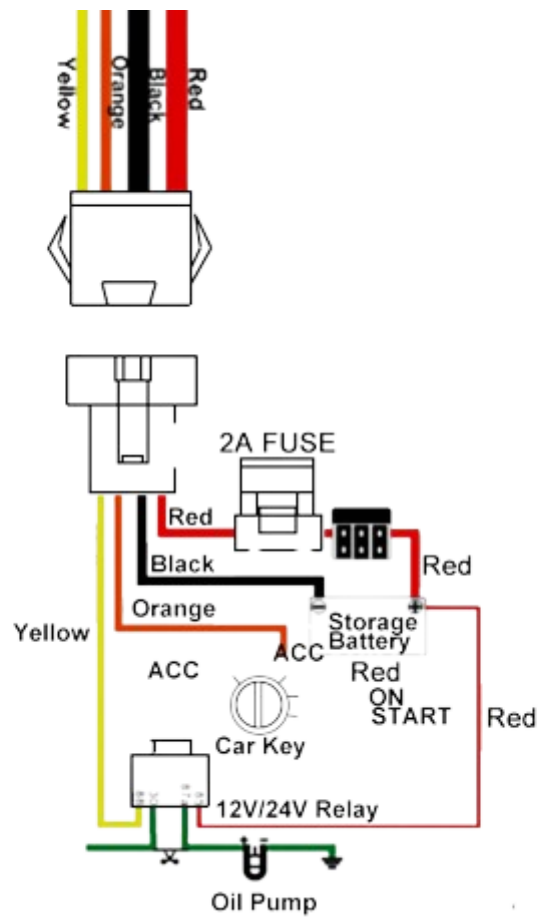 Yellow
Orange
Black
Red
2A FUSE
Red
Black
Red
Orange
Storage
Battery
Yellow
ACC
ACC
Red
ON
START
Red
Car Key
12V/24V Relay
Oil Pump